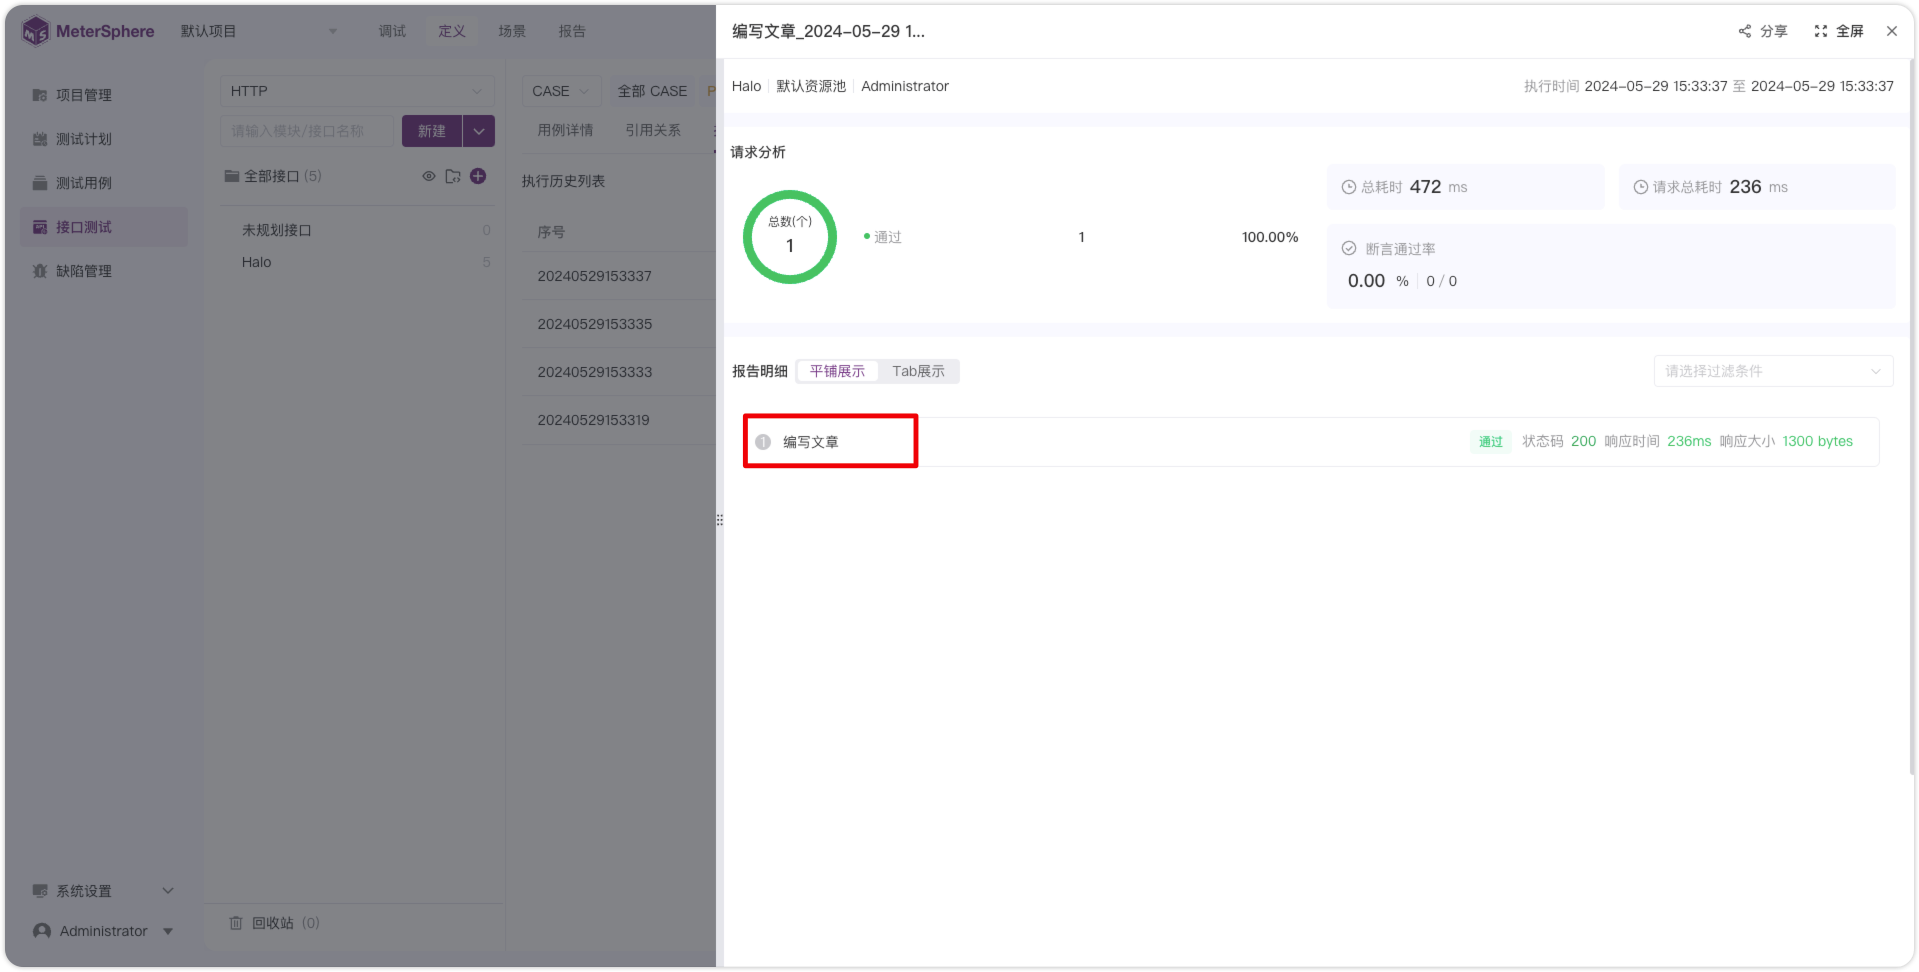 MeterSphere
默认项目
调试
定义
场景
报告
项目管理
测试计划
测试用例
接口测试
缺陷管理
系统设置
Administrator
HTTP
请输入模块/接口名称
新建
全部接口 (5)
未规划接口 0
Halo 5
回收站 (0)
CASE
全部 CASE
P
用例详情
引用关系
执行历史列表
序号
20240529153337
20240529153335
20240529153333
20240529153319
编写文章_2024-05-29 1...
分享
全屏
Halo 默认资源池 Administrator
执行时间 2024-05-29 15:33:37 至 2024-05-29 15:33:37
请求分析
总数(个)
1
通过 1 100.00%
总耗时 472 ms
请求总耗时 236 ms
断言通过率
0.00 % 0 / 0
报告明细 平铺展示 Tab展示
请选择过滤条件
1 编写文章
通过 状态码 200 响应时间 236ms 响应大小 1300 bytes